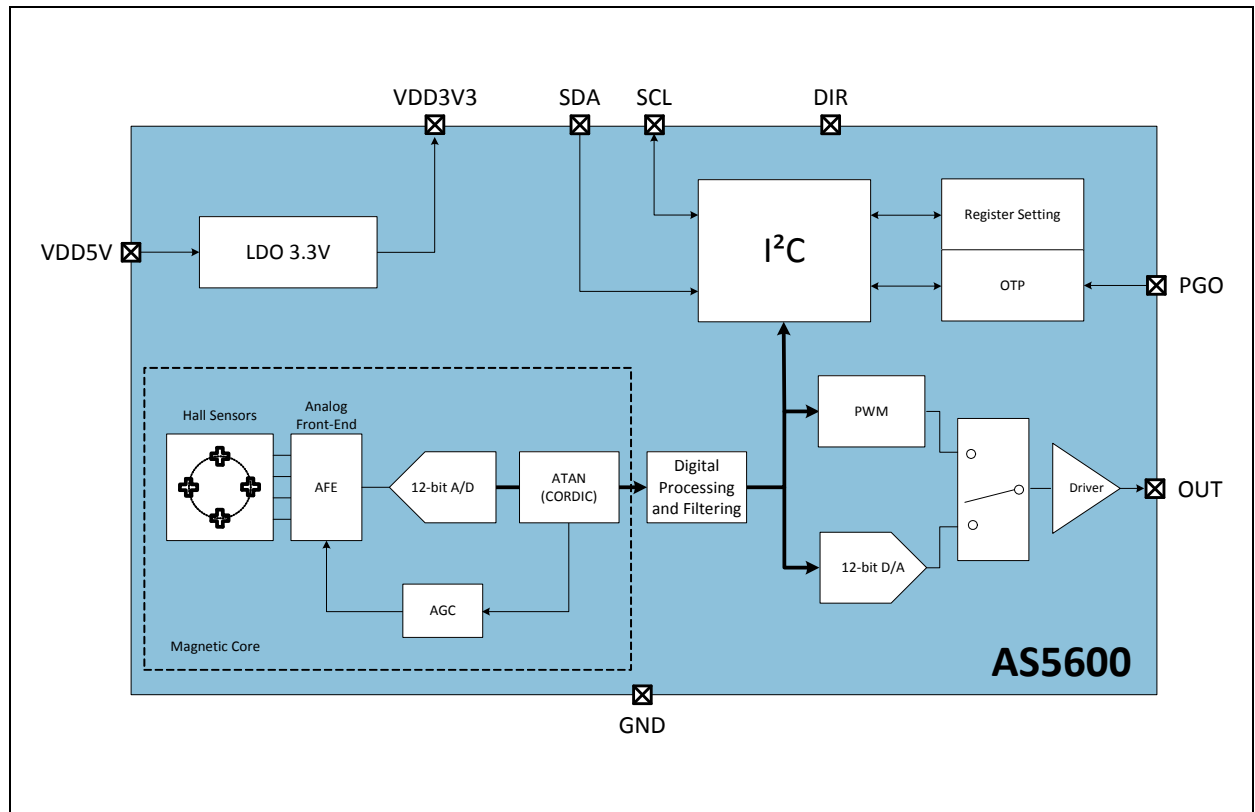 VDD3V3
SDA
SCL
DIR
VDD5V
LDO 3.3V
I²C
Register Setting
OTP
PGO
Hall Sensors
Analog
Front-End
AFE
12-bit A/D
ATAN
(CORDIC)
Digital
Processing
and Filtering
PWM
12-bit D/A
Driver
OUT
AGC
Magnetic Core
AS5600
GND